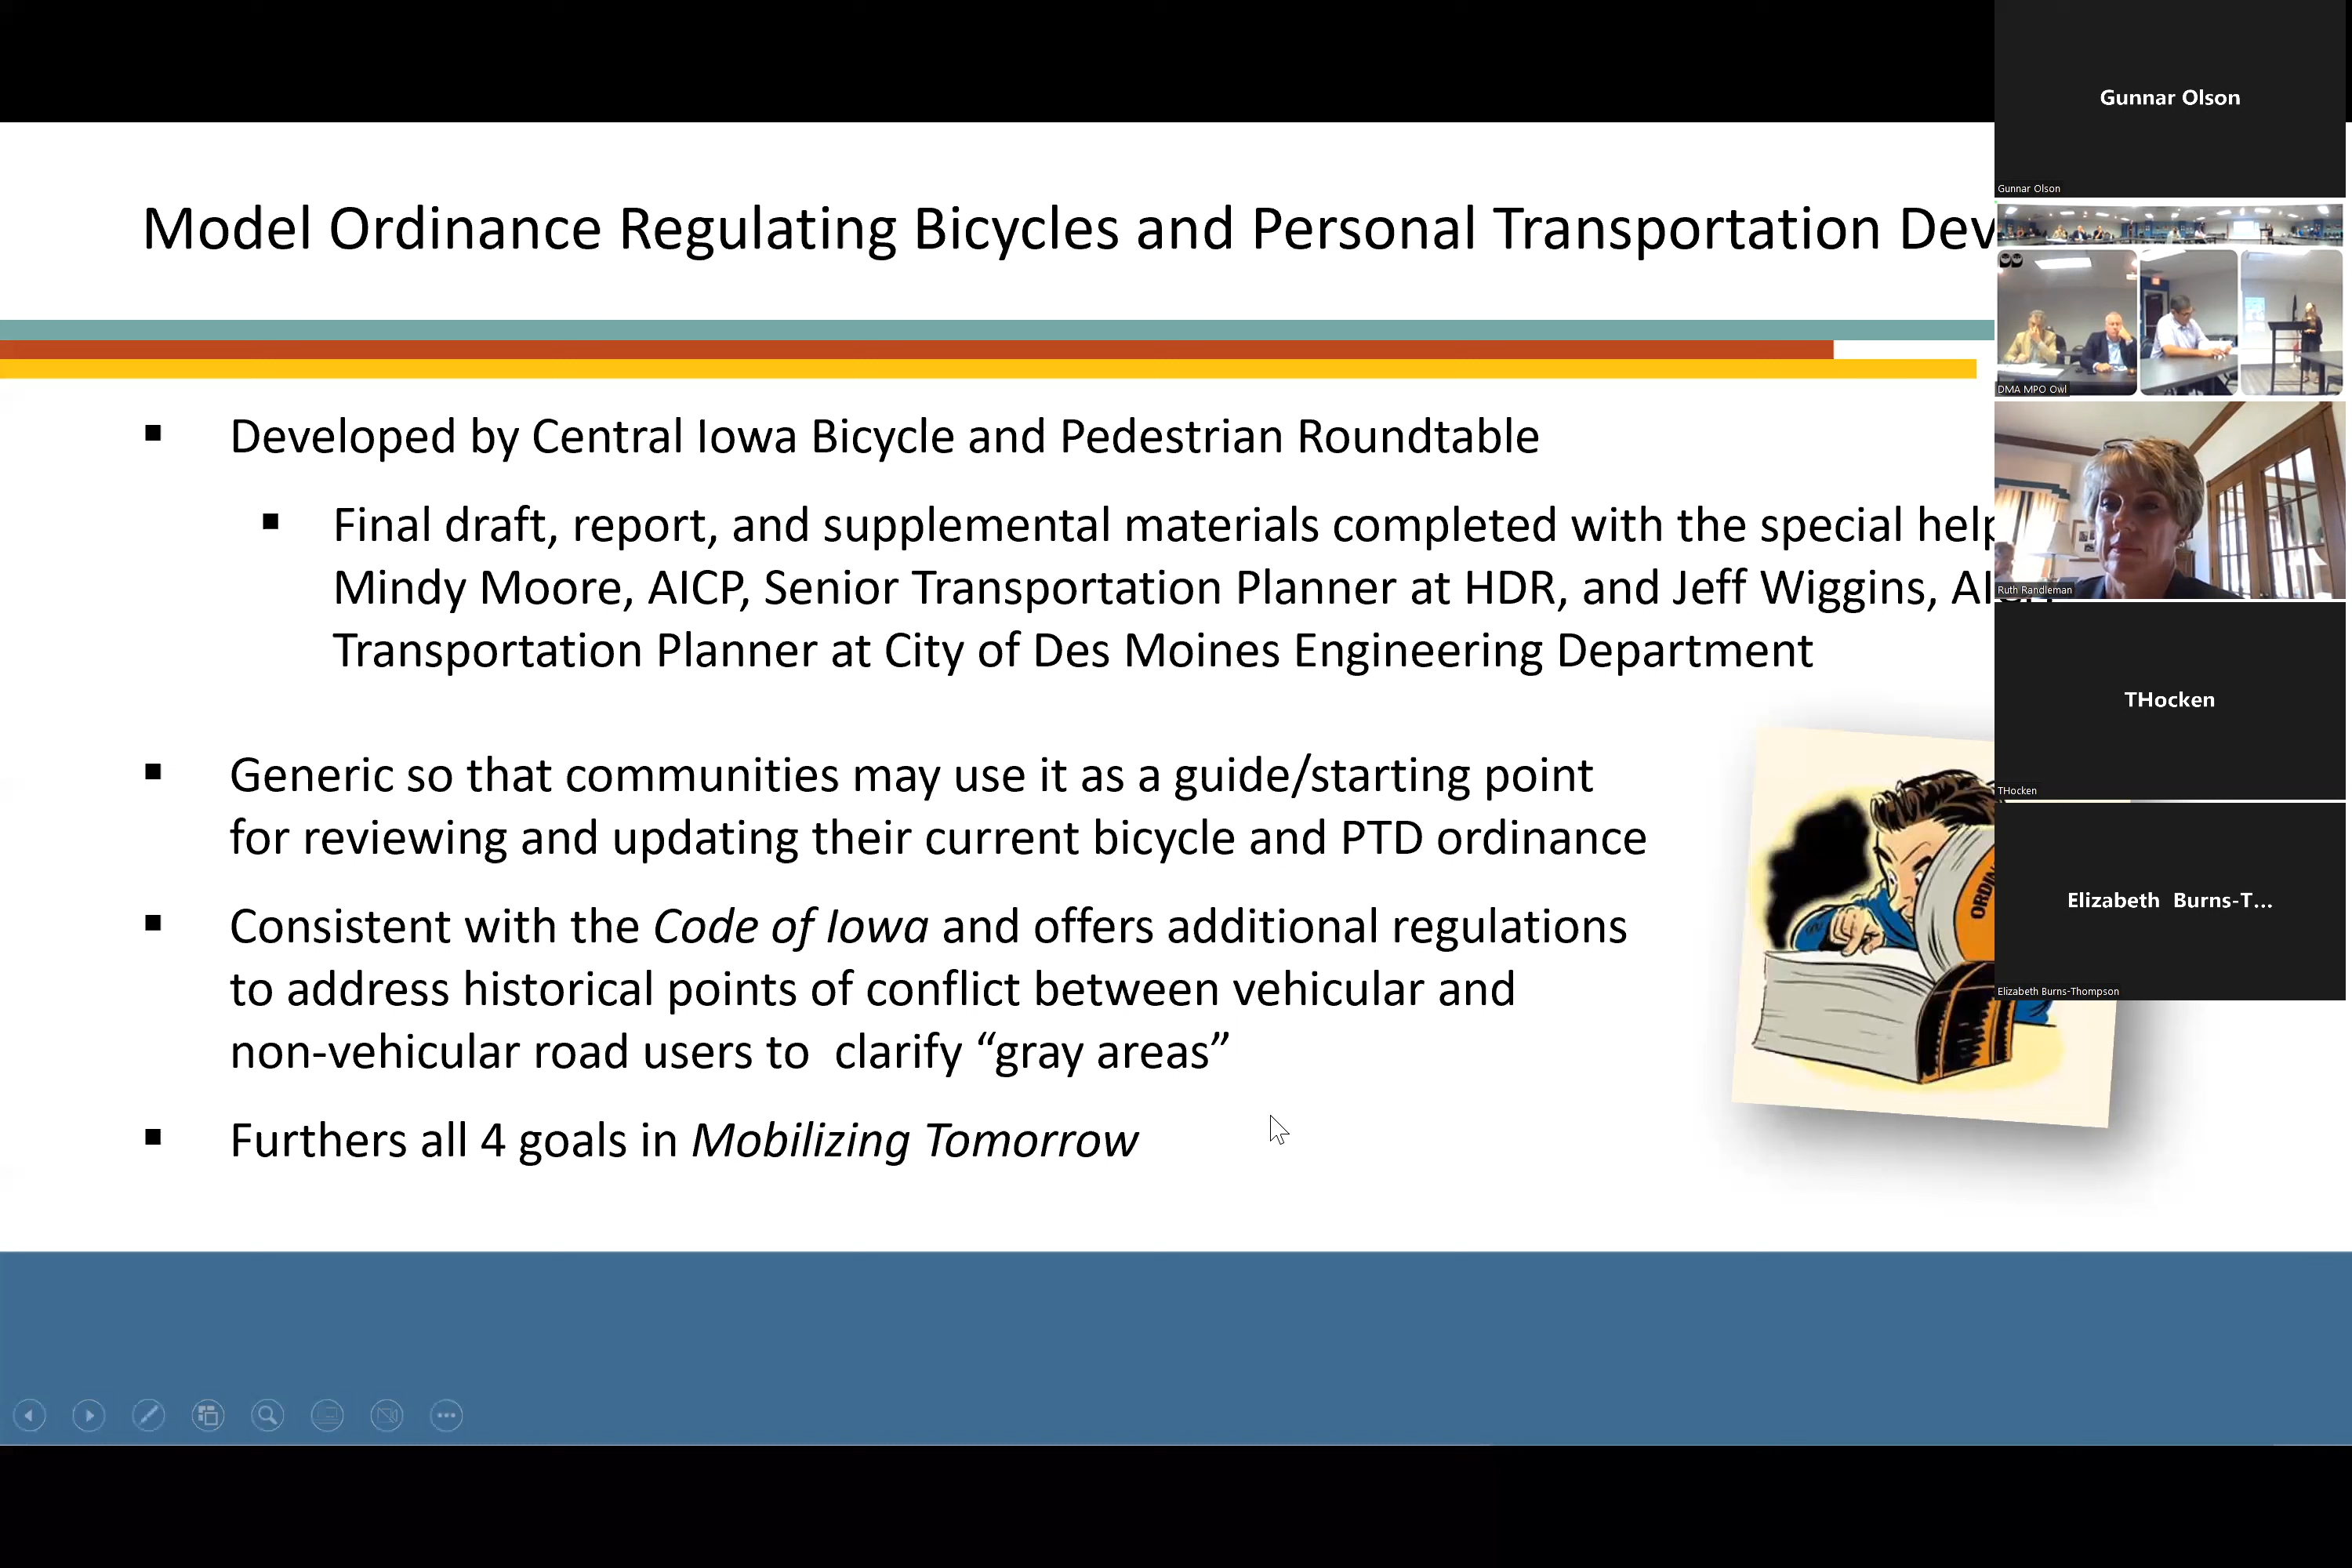 Model Ordinance Regulating Bicycles and Personal Transportation Dev
Developed by Central Iowa Bicycle and Pedestrian Roundtable
Final draft, report, and supplemental materials completed with the special help
Mindy Moore, AICP, Senior Transportation Planner at HDR, and Jeff Wiggins,
Transportation Planner at City of Des Moines Engineering Department
Generic so that communities may use it as a guide/starting point
for reviewing and updating their current bicycle and PTD ordinance
Consistent with the Code of Iowa and offers additional regulations
to address historical points of conflict between vehicular and
non-vehicular road users to clarify “gray areas”
Furthers all 4 goals in Mobilizing Tomorrow
Gunnar Olson
Gunnar Olson
DMA MPO Owl
Ruth Randleman
THocken
THocken
Elizabeth Burns-T...
Elizabeth Burns-Thompson